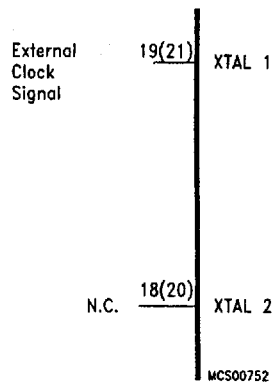 External 19(21) XTAL 1
Clock
Signal
N.C. 18(20) XTAL 2
MCS00752